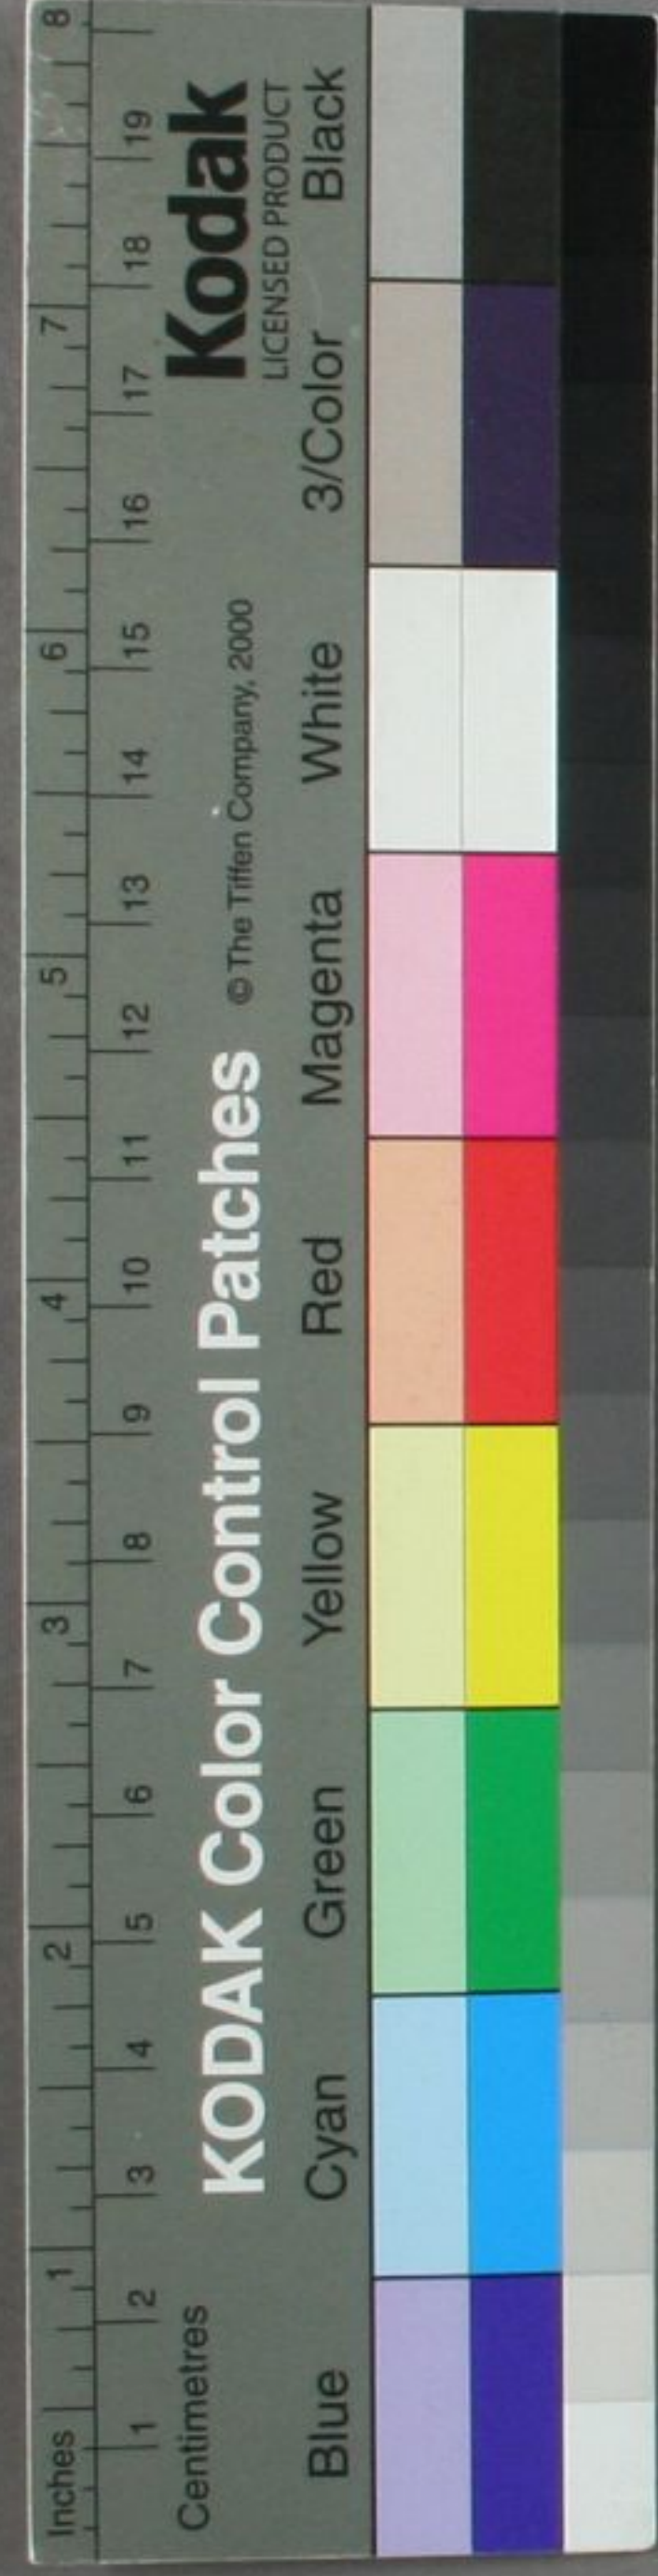 Inches 1 2 3 4 5 6 7 8
1 2 3 4 5 6 7 8 9 10 11 12 13 14 15 16 17 18 19
Centimetres
KODAK Color Control Patches © The Tiffen Company, 2000 Kodak
LICENSED PRODUCT
Blue Cyan Green Yellow Red Magenta White 3/Color Black